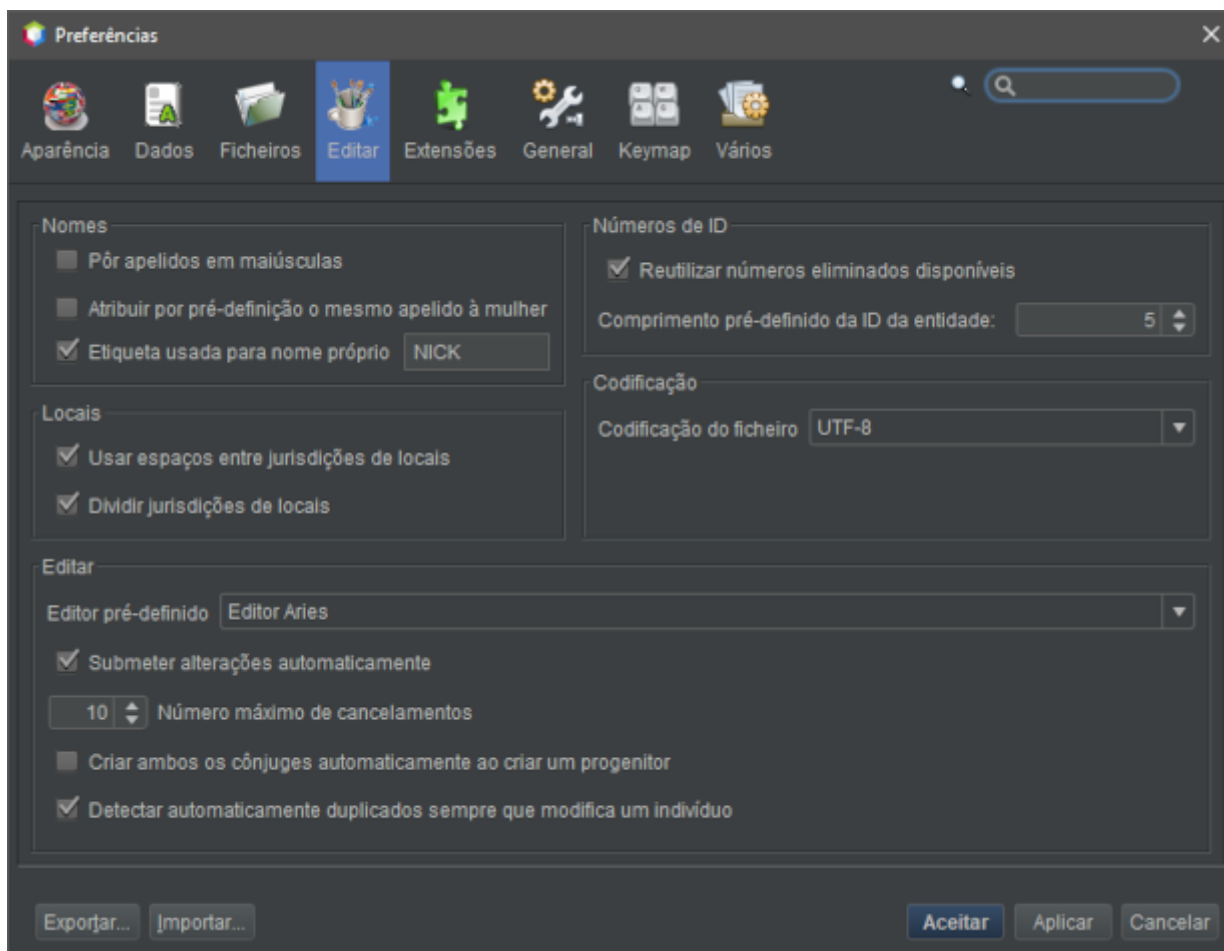 Preferências
Aparência Dados Ficheiros Editar Extensões General Keymap Vários
Nomes
Pôr apelidos em maiúsculas
Atribuir por pré-definição o mesmo apelido à mulher
Etiqueta usada para nome próprio NICK
Números de ID
Reutilizar números eliminados disponíveis
Comprimento pré-definido da ID da entidade: 5
Locais
Usar espaços entre jurisdições de locais
Dividir jurisdições de locais
Codificação
Codificação do ficheiro UTF-8
Editar
Editor pré-definido Editor Aries
Submeter alterações automaticamente
10 Número máximo de cancelamentos
Criar ambos os cônjuges automaticamente ao criar um progenitor
Detectar automaticamente duplicados sempre que modifica um indivíduo
Exportar... Importar... Aceitar Aplicar Cancelar